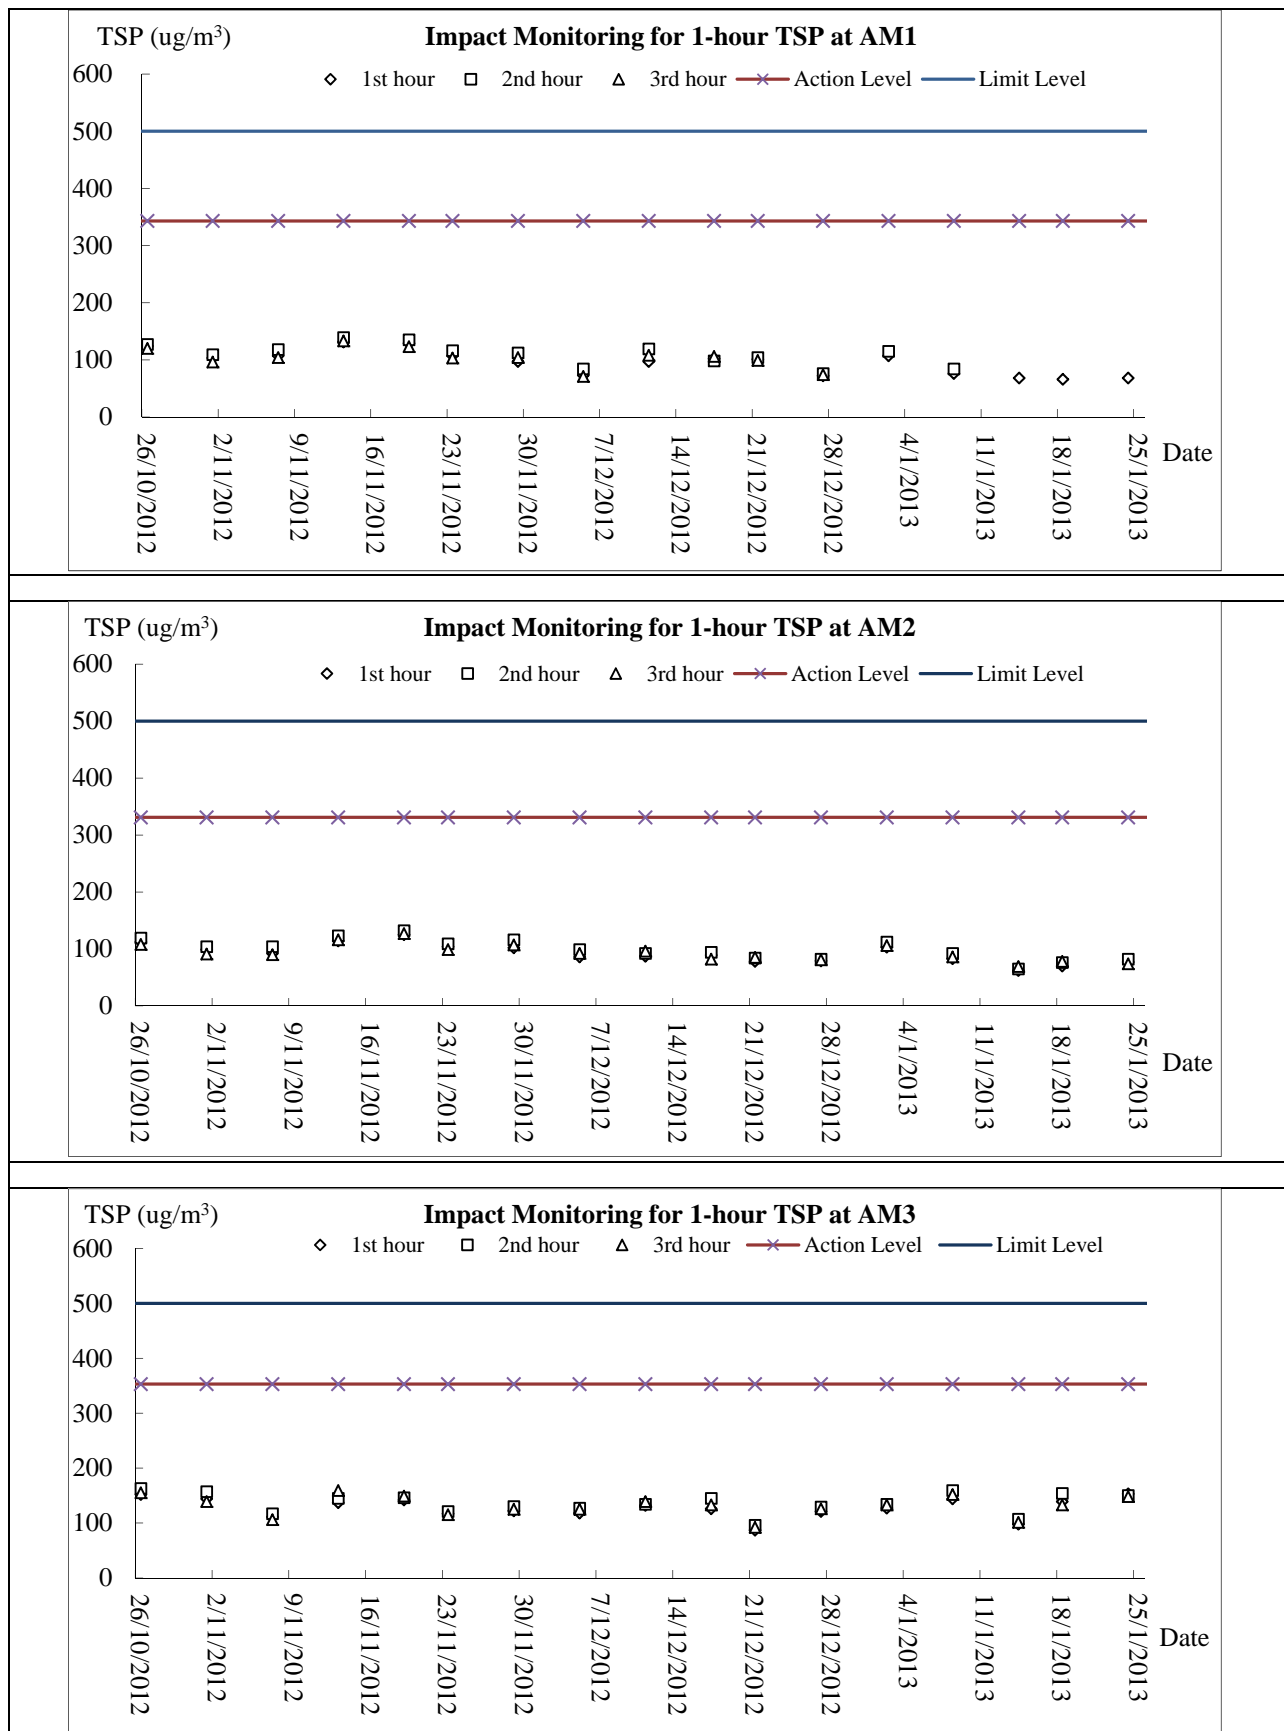 TSP (ug/m³) Impact Monitoring for 1-hour TSP at AM1
600
1st hour 2nd hour 3rd hour Action Level Limit Level
500
400
300
200
100
0
26/10/2012 2/11/2012 9/11/2012 16/11/2012 23/11/2012 30/11/2012 7/12/2012 14/12/2012 21/12/2012 28/12/2012 4/1/2013 11/1/2013 18/1/2013 25/1/2013 Date
TSP (ug/m³) Impact Monitoring for 1-hour TSP at AM2
600
1st hour 2nd hour 3rd hour Action Level Limit Level
500
400
300
200
100
0
26/10/2012 2/11/2012 9/11/2012 16/11/2012 23/11/2012 30/11/2012 7/12/2012 14/12/2012 21/12/2012 28/12/2012 4/1/2013 11/1/2013 18/1/2013 25/1/2013 Date
TSP (ug/m³) Impact Monitoring for 1-hour TSP at AM3
600 1st hour 2nd hour 3rd hour Action Level Limit Level
500
400
300
200
100
0
26/10/2012 2/11/2012 9/11/2012 16/11/2012 23/11/2012 30/11/2012 7/12/2012 14/12/2012 21/12/2012 28/12/2012 4/1/2013 11/1/2013 18/1/2013 25/1/2013 Date